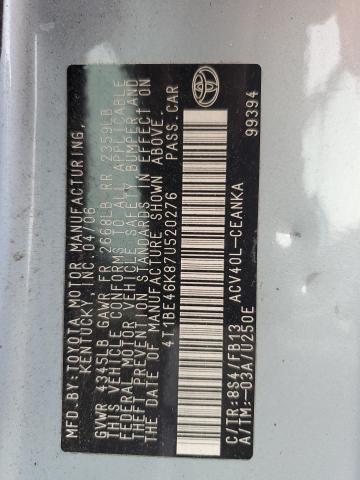 MFD.BY:TOYOTA MOTOR MANUFACTURING,
KENTUCKY, INC. 04/06
GVWR 4345LB GAWR FR 2668LB RR 2359LB
THIS VEHICLE CONFORMS TO ALL APPLICABLE
FEDERAL MOTOR VEHICLE SAFETY BUMPER, AND
THEFT PREVENTION STANDARDS IN EFFECT ON
THE DATE OF MANUFACTURE SHOWN ABOVE.
4T1BE46K87U520276 PASS.CAR
C/TR:8S4/FB13 ACV40L-CEANKA
A/TM:-03A/U250E 99394